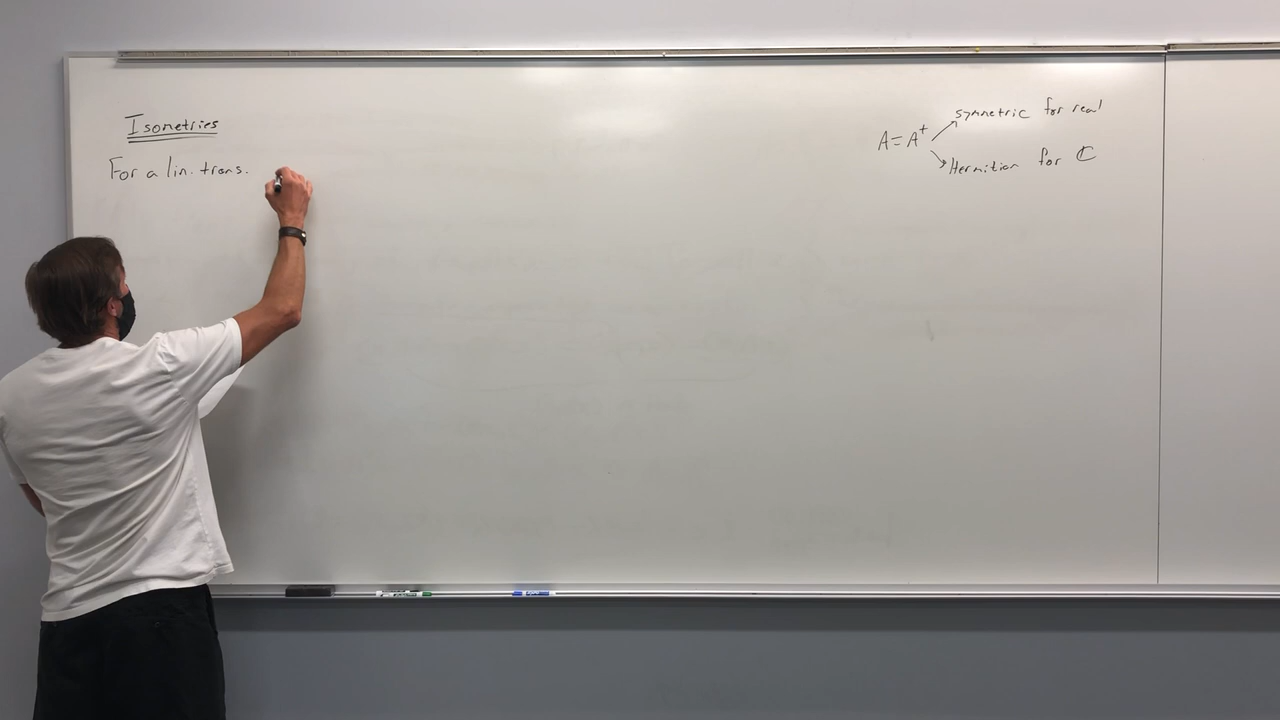 Isometries
For a lin. trans.
A=A⁺
symmetric for real
Hermitian for ℂ